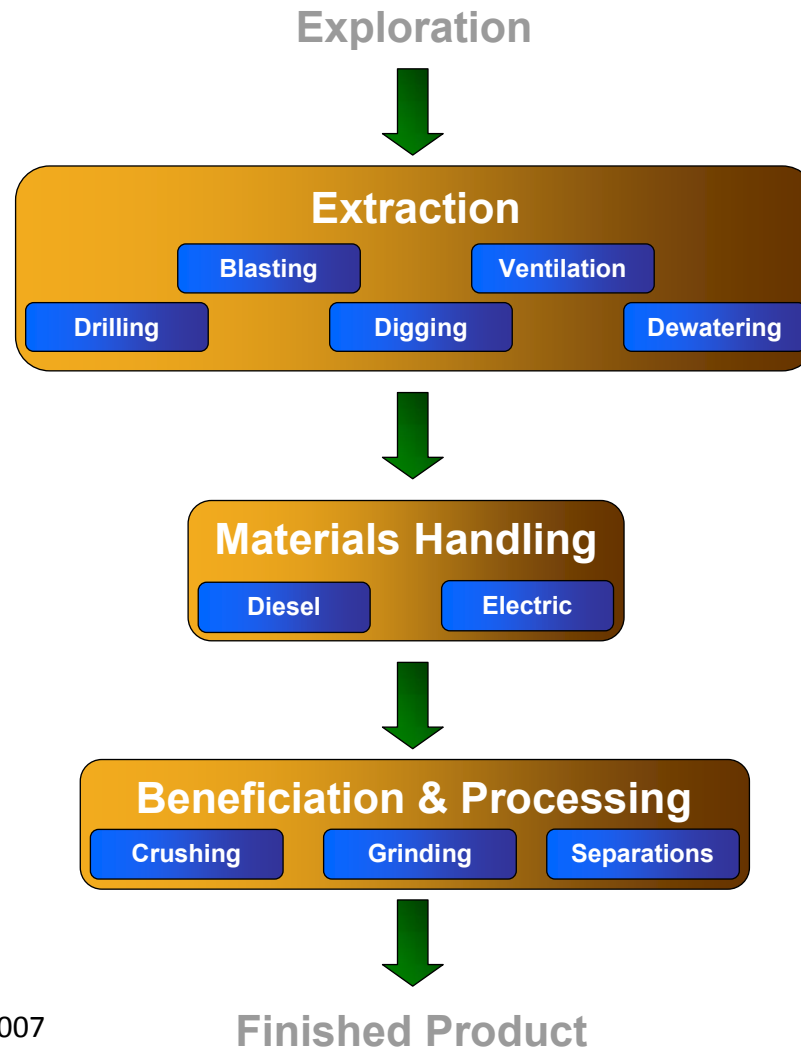 Exploration
Extraction
Blasting Ventilation
Drilling Digging Dewatering
Materials Handling
Diesel Electric
Beneficiation & Processing
Crushing Grinding Separations
007 Finished Product